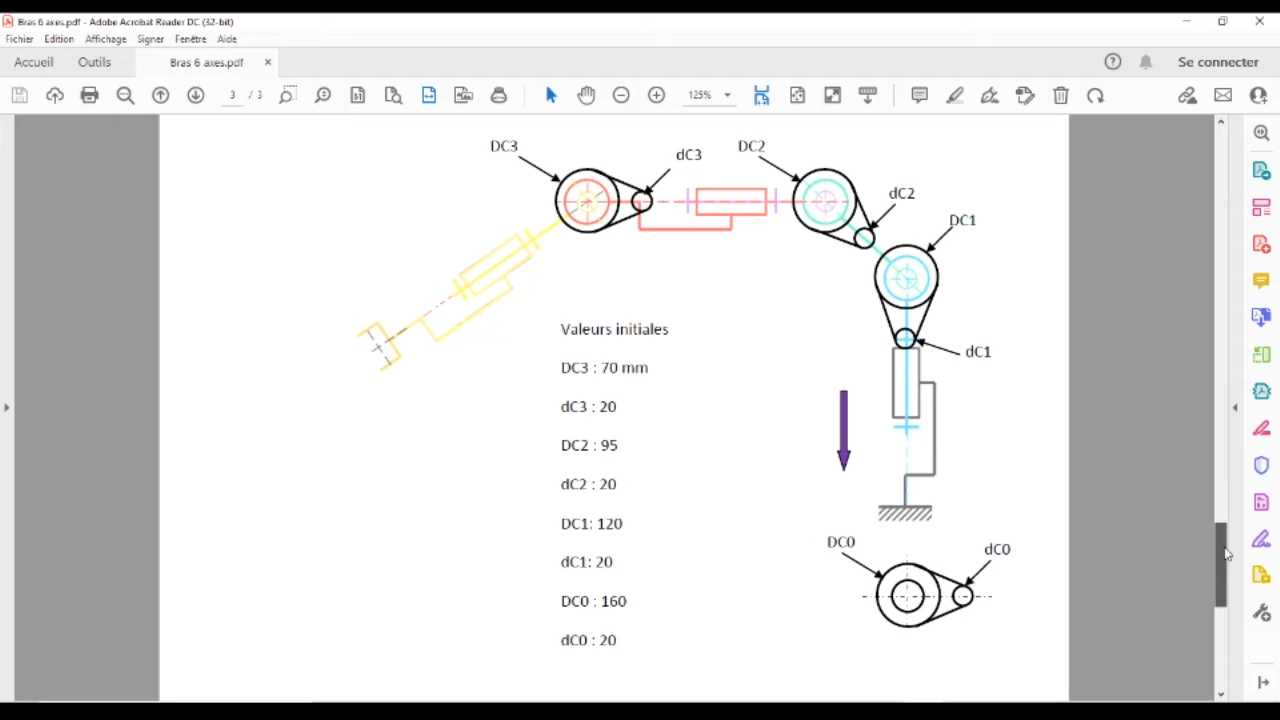 Bras 6 axes.pdf - Adobe Acrobat Reader DC (32-bit)
Fichier Edition Affichage Signer Fenêtre Aide
Accueil Outils Bras 6 axes.pdf × Se connecter
3 / 3 125%
DC3 dC3 DC2
dC2
DC1
Valeurs initiales
dC1
DC3 : 70 mm
dC3 : 20
DC2 : 95
dC2 : 20
DC1: 120
DC0 dC0
dC1: 20
DC0 : 160
dC0 : 20